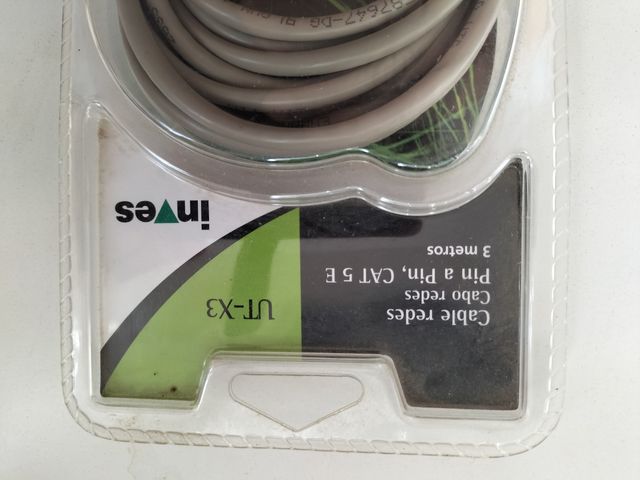 Cable redes
Cabo redes
Pin a Pin, CAT 5 E
3 metros
UT-X3
inves